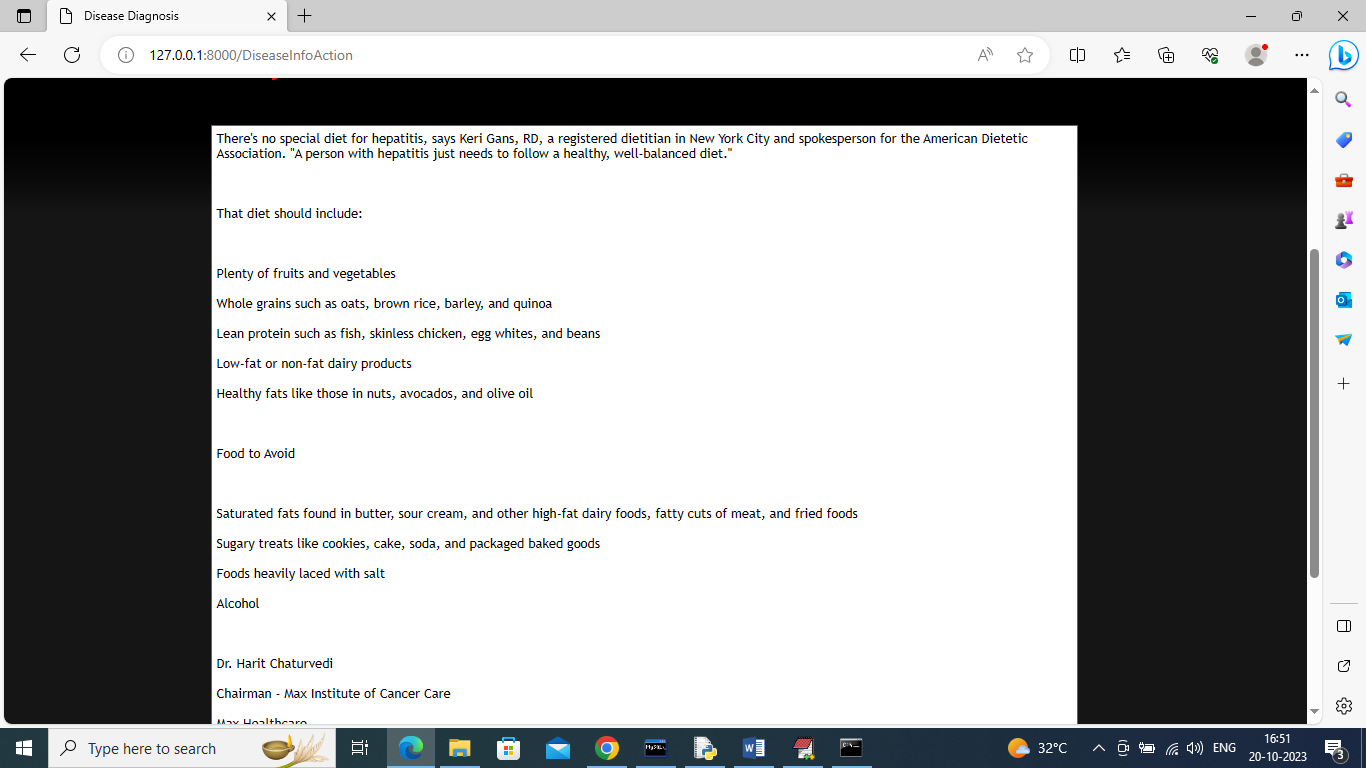 Disease Diagnosis
127.0.0.1:8000/DiseaseInfoAction
There's no special diet for hepatitis, says Keri Gans, RD, a registered dietitian in New York City and spokesperson for the American Dietetic
Association. "A person with hepatitis just needs to follow a healthy, well-balanced diet."
That diet should include:
Plenty of fruits and vegetables
Whole grains such as oats, brown rice, barley, and quinoa
Lean protein such as fish, skinless chicken, egg whites, and beans
Low-fat or non-fat dairy products
Healthy fats like those in nuts, avocados, and olive oil
Food to Avoid
Saturated fats found in butter, sour cream, and other high-fat dairy foods, fatty cuts of meat, and fried foods
Sugary treats like cookies, cake, soda, and packaged baked goods
Foods heavily laced with salt
Alcohol
Dr. Harit Chaturvedi
Chairman - Max Institute of Cancer Care
Max Healthcare
Type here to search
32°C
ENG
16:51
20-10-2023
3